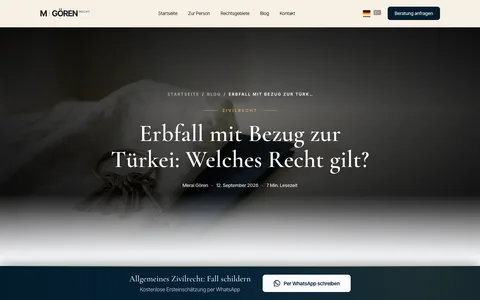 M | GÖREN RECHT
Startseite Zur Person Rechtsgebiete Blog Kontakt
Beratung anfragen
STARTSEITE / BLOG / ERBFALL MIT BEZUG ZUR TÜRK…
ZIVILRECHT
Erbfall mit Bezug zur
Türkei: Welches Recht gilt?
Meral Gören · 12. September 2026 · 7 Min. Lesezeit
Allgemeines Zivilrecht: Fall schildern
Kostenlose Ersteinschätzung per WhatsApp
Per WhatsApp schreiben